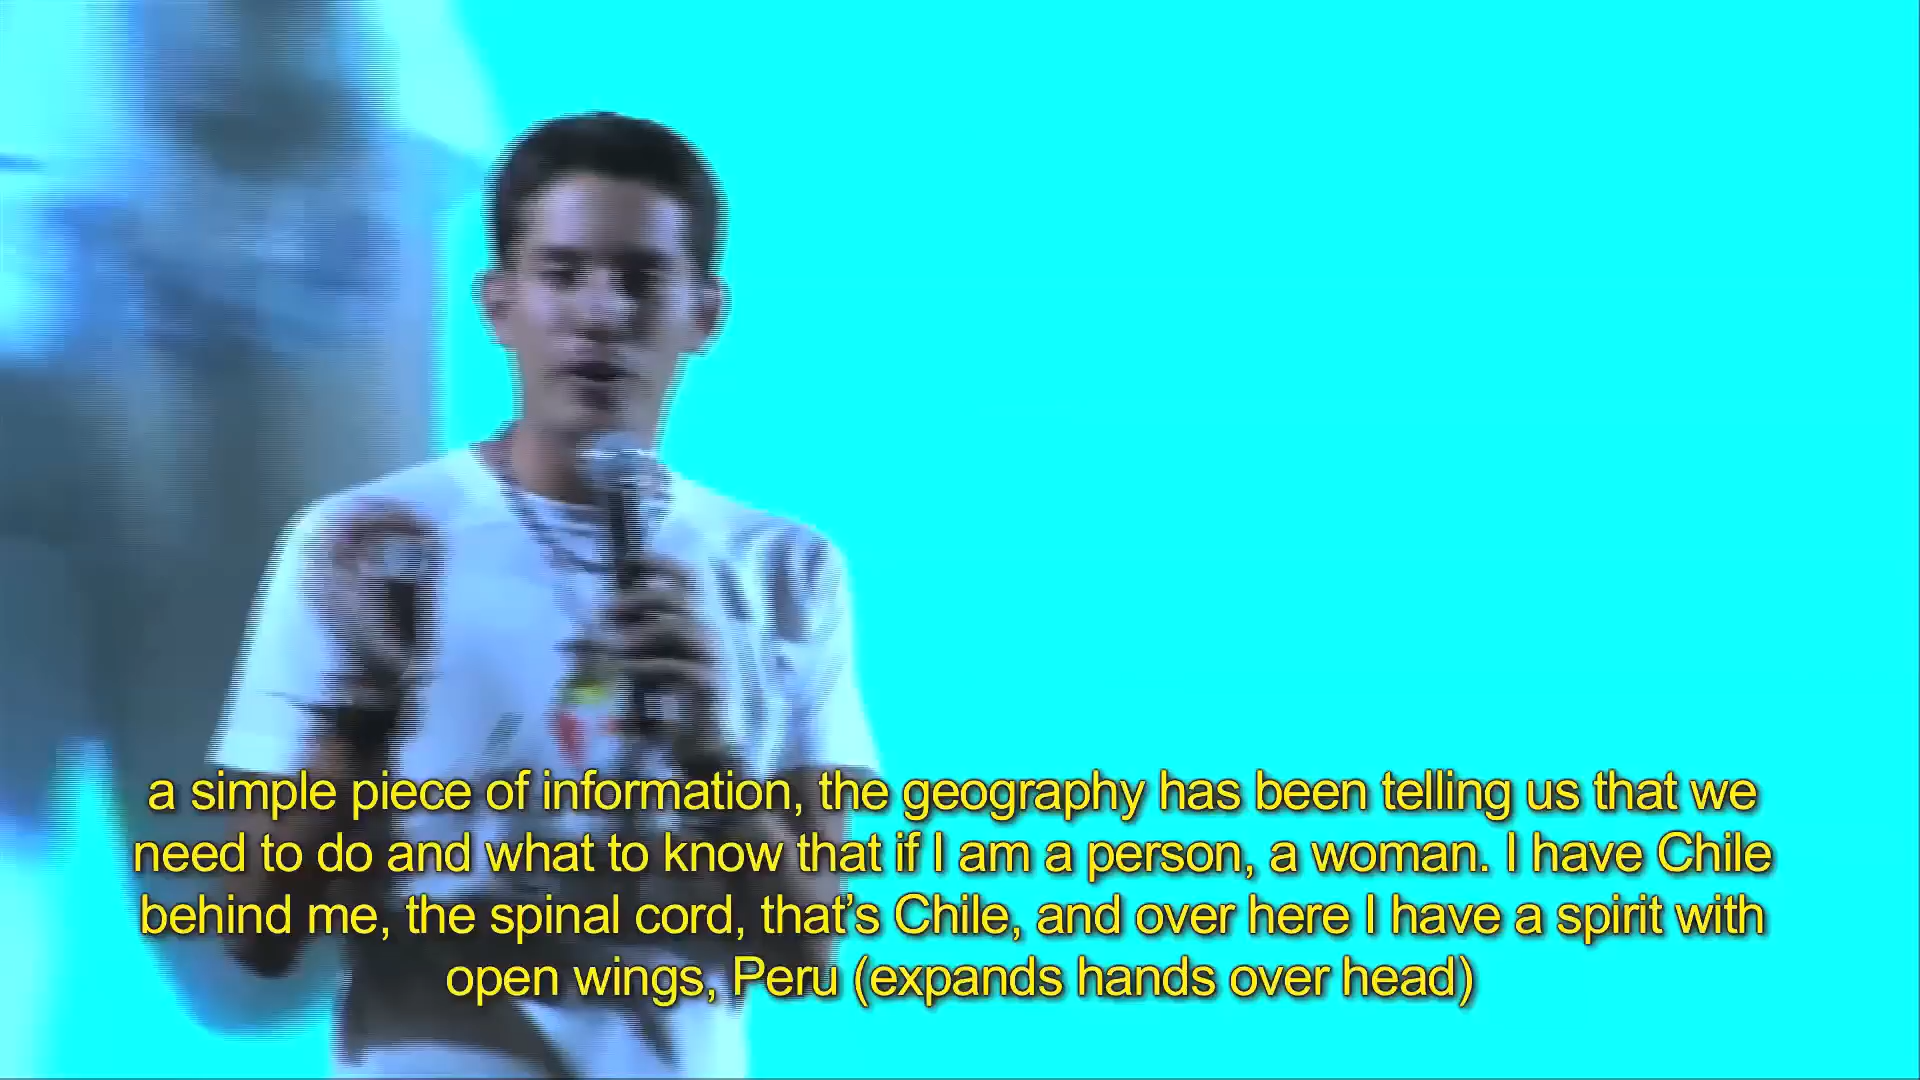 a simple piece of information, the geography has been telling us that we
need to do and what to know that if I am a person, a woman. I have Chile
behind me, the spinal cord, that’s Chile, and over here I have a spirit with
open wings, Peru (expands hands over head)